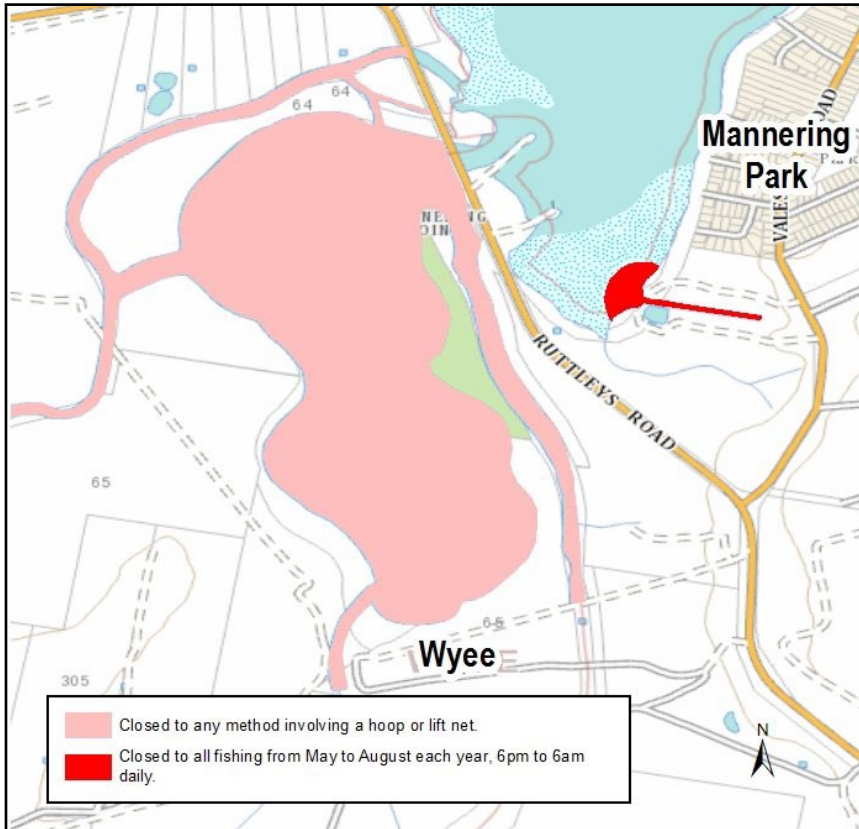 ROAD
Mannering
Park
VALES
64
64
RUTTLEYS ROAD
65
65
Wyee
305
Closed to any method involving a hoop or lift net.
Closed to all fishing from May to August each year, 6pm to 6am
daily.
N